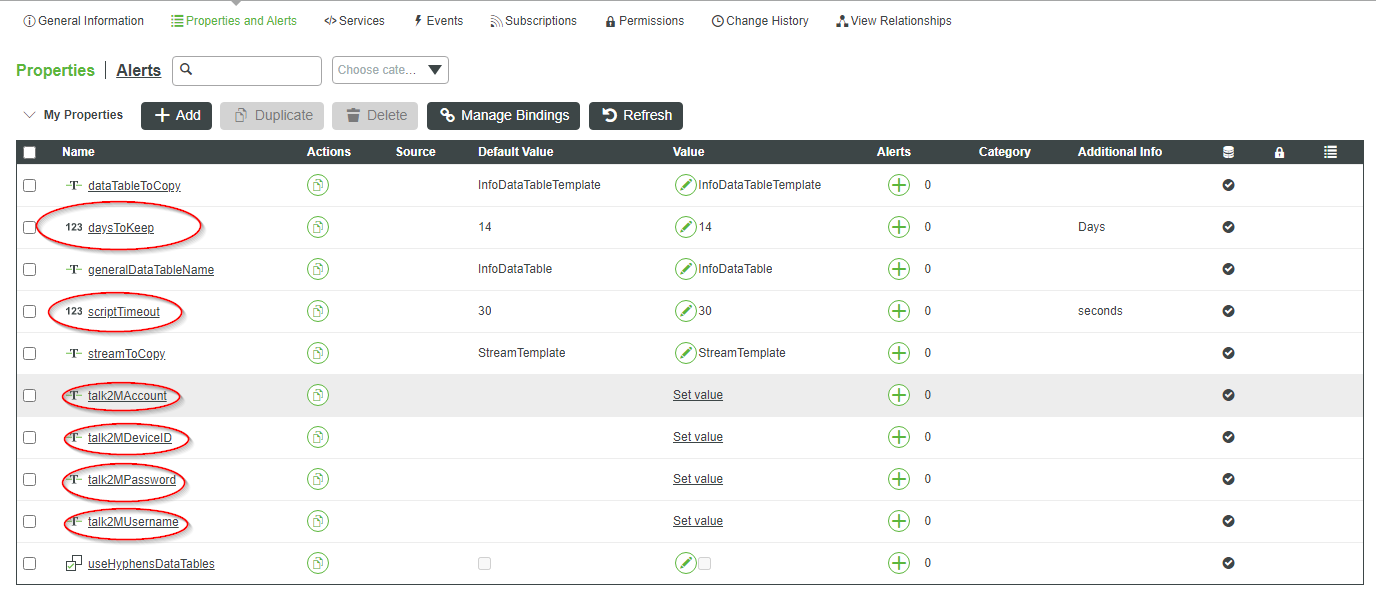 General Information Properties and Alerts </> Services Events Subscriptions Permissions Change History View Relationships
Properties | Alerts Choose cate...
My Properties Add Duplicate Delete Manage Bindings Refresh
Name Actions Source Default Value Value Alerts Category Additional Info
T dataTableToCopy InfoDataTableTemplate InfoDataTableTemplate 0
123 daysToKeep 14 14 0 Days
T generalDataTableName InfoDataTable InfoDataTable 0
123 scriptTimeout 30 30 0 seconds
T streamToCopy StreamTemplate StreamTemplate 0
T talk2MAccount Set value 0
T talk2MDeviceID Set value 0
T talk2MPassword Set value 0
T talk2MUsername Set value 0
useHyphensDataTables 0